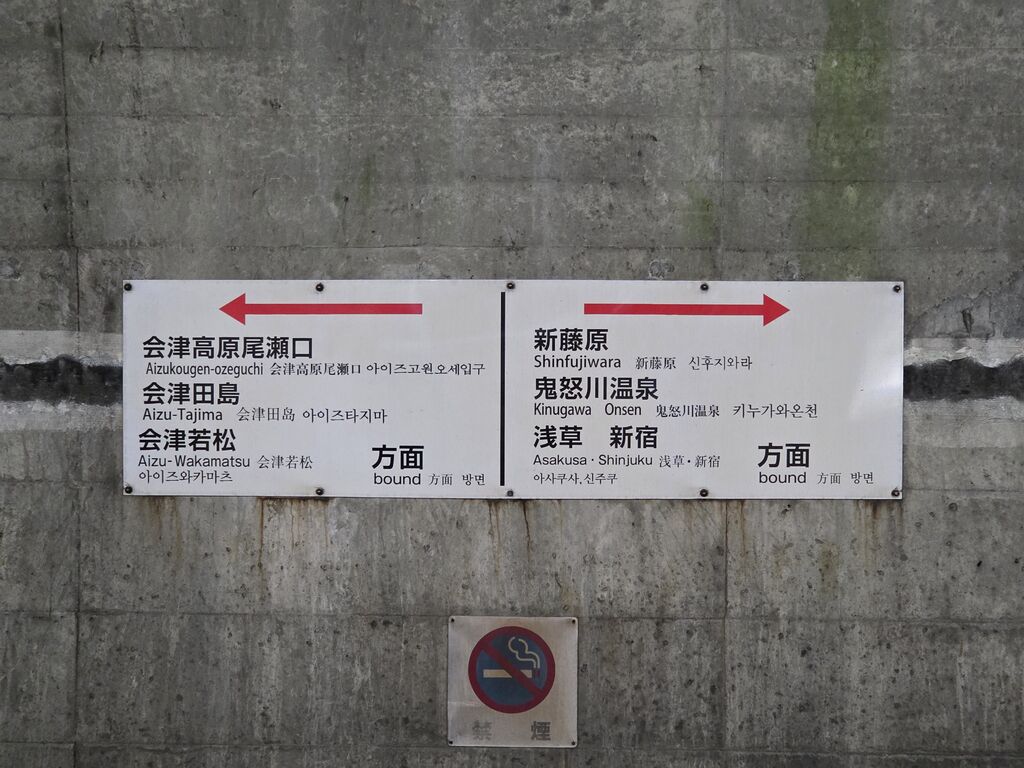 会津高原尾瀬口
Aizukougen-ozeguchi 会津高原尾瀬口 아이즈고원오세입구
会津田島
Aizu-Tajima 会津田岛 아이즈타지마
会津若松
Aizu-Wakamatsu 会津若松
아이즈와카마츠
方面
bound 方面 방면
新藤原
Shinfujiwara 新藤原 신후지와라
鬼怒川温泉
Kinugawa Onsen 鬼怒川温泉 키누가와온천
浅草 新宿
Asakusa・Shinjuku 浅草・新宿
아사쿠사,신주쿠
方面
bound 方面 방면
禁 煙